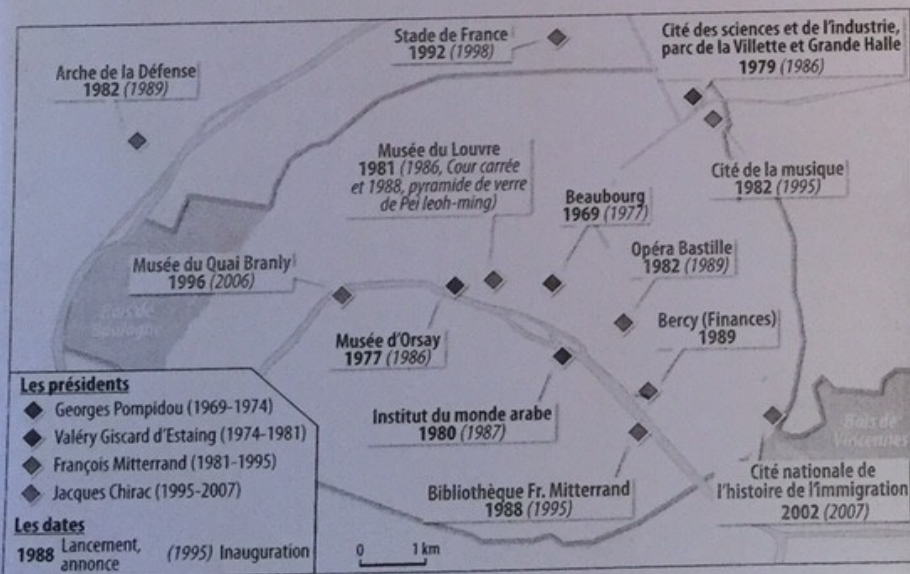 Stade de France
1992 (1998)
Cité des sciences et de l'industrie,
parc de la Villette et Grande Halle
1979 (1986)
Arche de la Défense
1982 (1989)
Musée du Louvre
1981 (1986, Cour carrée
et 1988, pyramide de verre
de Pei Ieoh-ming)
Cité de la musique
1982 (1995)
Beaubourg
1969 (1977)
Opéra Bastille
1982 (1989)
Musée du Quai Branly
1996 (2006)
Bois de
Boulogne
Bercy (Finances)
1989
Musée d'Orsay
1977 (1986)
Institut du monde arabe
1980 (1987)
Bois de
Vincennes
Bibliothèque Fr. Mitterrand
1988 (1995)
Cité nationale de
l'histoire de l'immigration
2002 (2007)
Les présidents
Georges Pompidou (1969-1974)
Valéry Giscard d'Estaing (1974-1981)
François Mitterrand (1981-1995)
Jacques Chirac (1995-2007)
Les dates
1988 Lancement, annonce
(1995) Inauguration
0 1 km